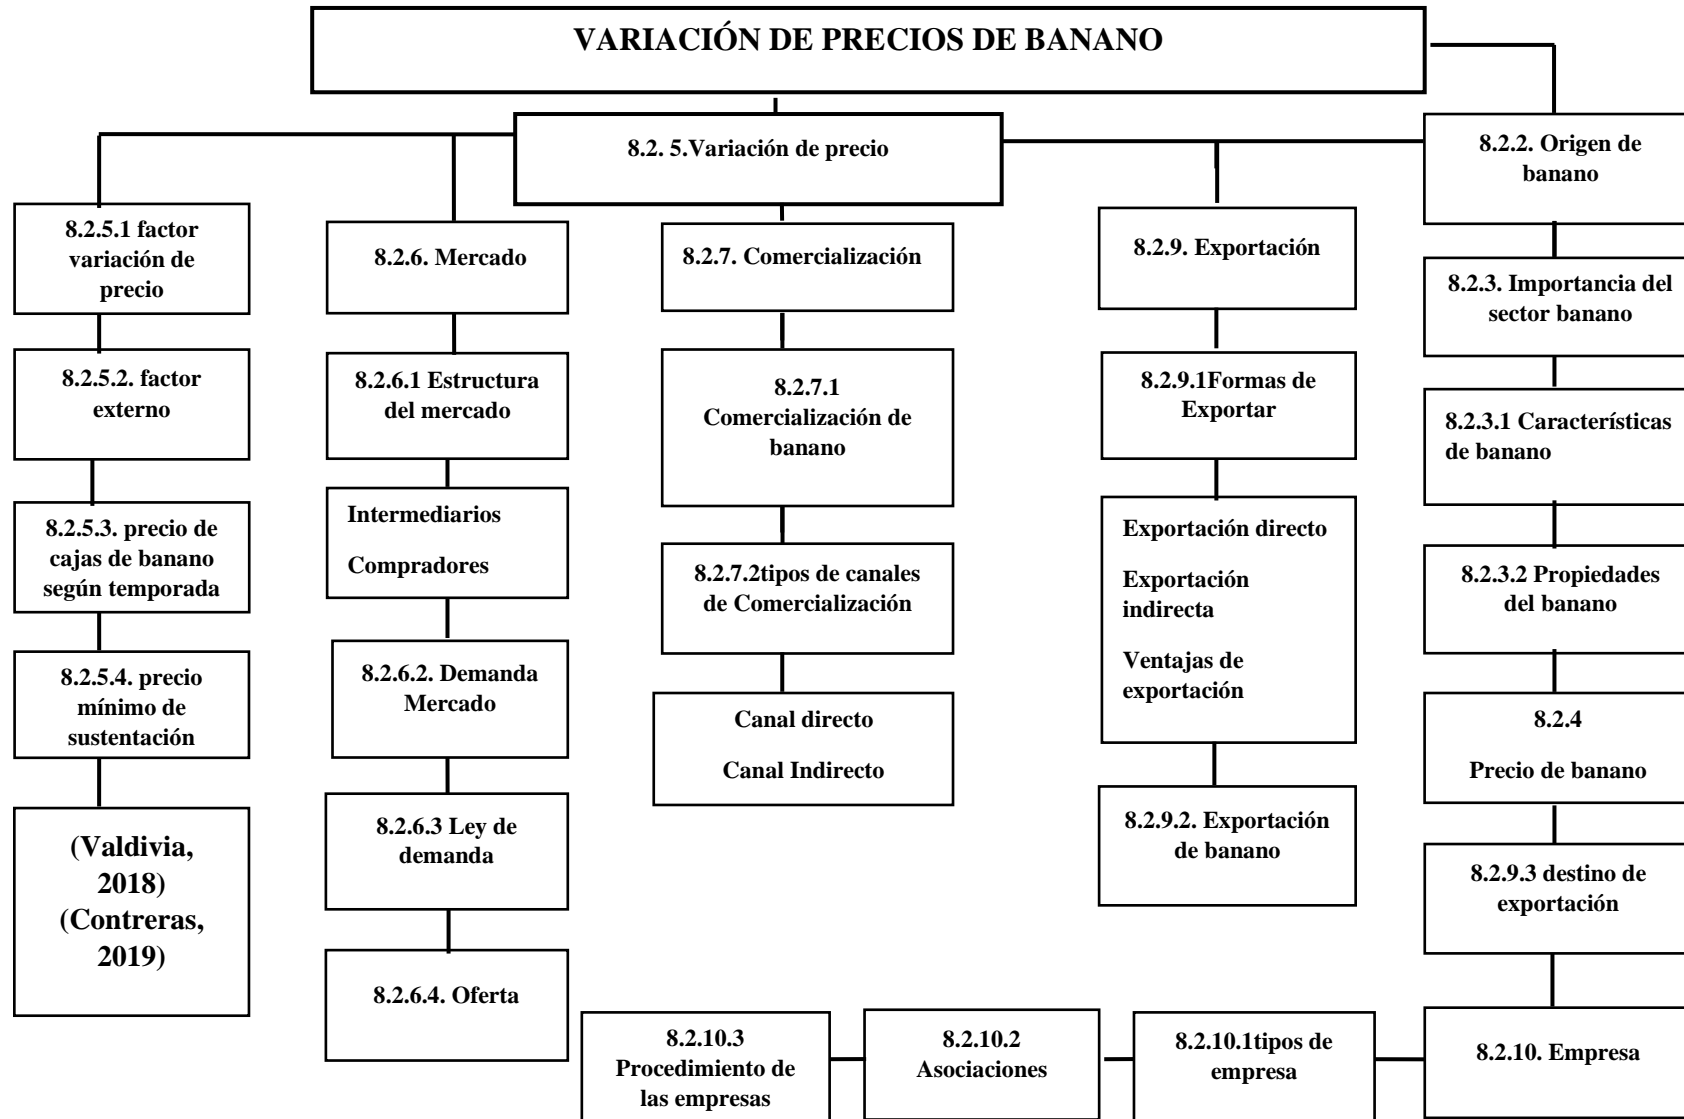 VARIACIÓN DE PRECIOS DE BANANO
8.2. 5.Variación de precio
8.2.5.1 factor
variación de
precio
8.2.5.2. factor
externo
8.2.5.3. precio de
cajas de banano
según temporada
8.2.5.4. precio
mínimo de
sustentación
(Valdivia,
2018)
(Contreras,
2019)
8.2.6. Mercado
8.2.6.1 Estructura
del mercado
Intermediarios
Compradores
8.2.6.2. Demanda
Mercado
8.2.6.3 Ley de
demanda
8.2.6.4. Oferta
8.2.7. Comercialización
8.2.7.1
Comercialización de
banano
8.2.7.2tipos de canales
de Comercialización
Canal directo
Canal Indirecto
8.2.9. Exportación
8.2.9.1Formas de
Exportar
Exportación directo
Exportación
indirecta
Ventajas de
exportación
8.2.9.2. Exportación
de banano
8.2.2. Origen de
banano
8.2.3. Importancia del
sector banano
8.2.3.1 Características
de banano
8.2.3.2 Propiedades
del banano
8.2.4
Precio de banano
8.2.9.3 destino de
exportación
8.2.10. Empresa
8.2.10.1tipos de
empresa
8.2.10.2
Asociaciones
8.2.10.3
Procedimiento de
las empresas